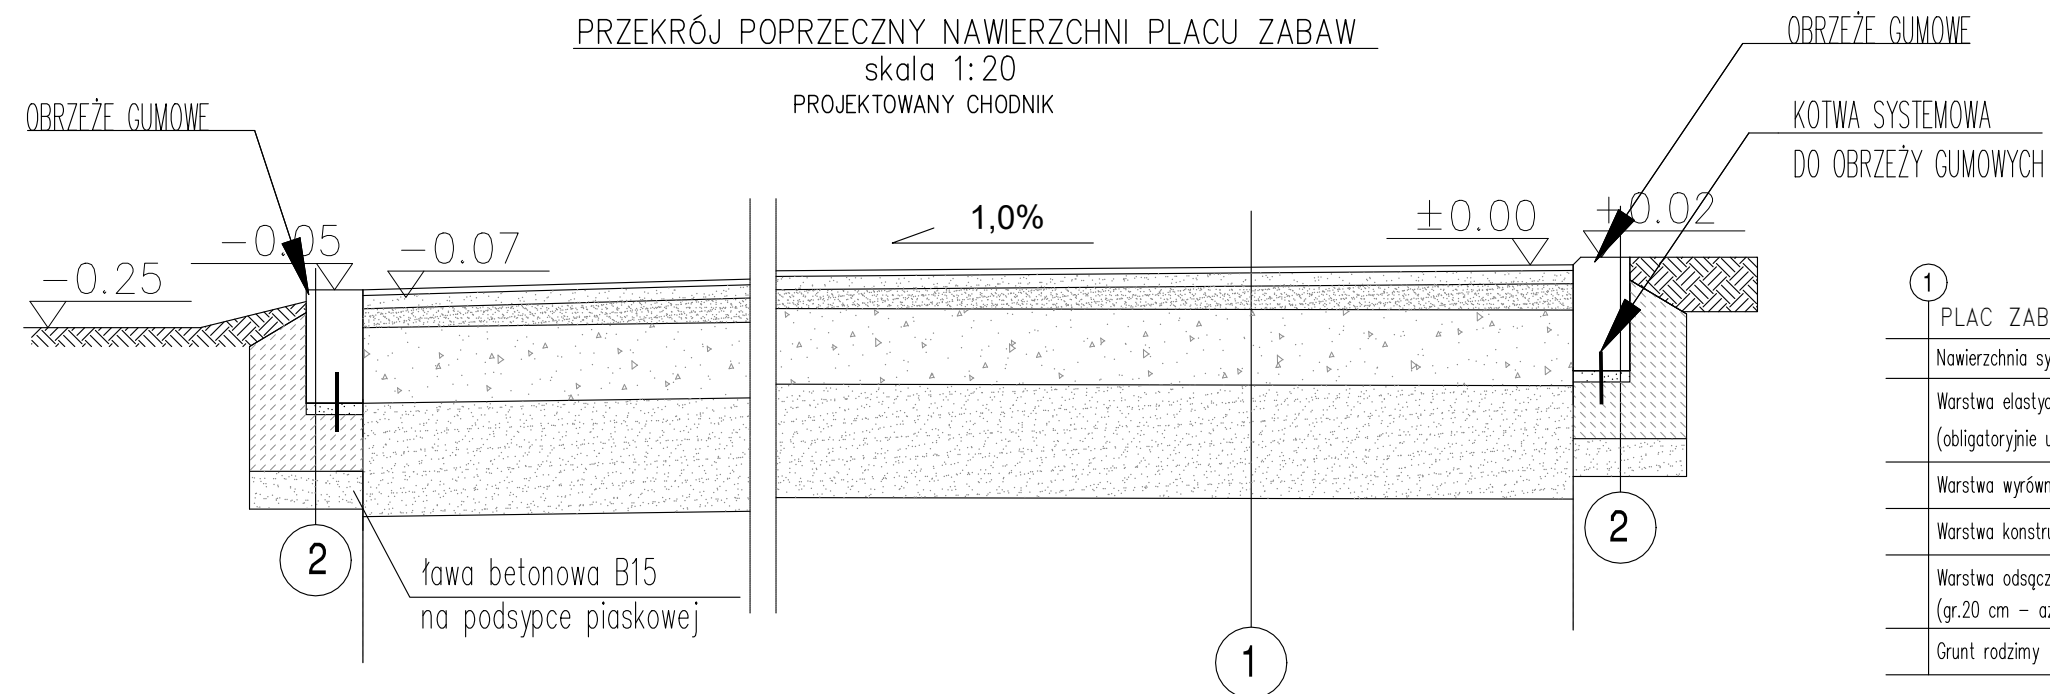 PRZEKRÓJ POPRZECZNY NAWIERZCHNI PLACU ZABAW
skala 1:20
PROJEKTOWANY CHODNIK
OBRZEŻE GUMOWE
OBRZEŻE GUMOWE
KOTWA SYSTEMOWA
DO OBRZEŻY GUMOWYCH
1,0%
±0.00
+0.02
-0.05
-0.07
-0.25
1
PLAC ZAB
Nawierzchnia sy
Warstwa elastyc
(obligatoryjnie u
Warstwa wyrówn
Warstwa konstru
Warstwa odsącz
(gr.20 cm – aż
Grunt rodzimy
2
2
ława betonowa B15
na podsypce piaskowej
1